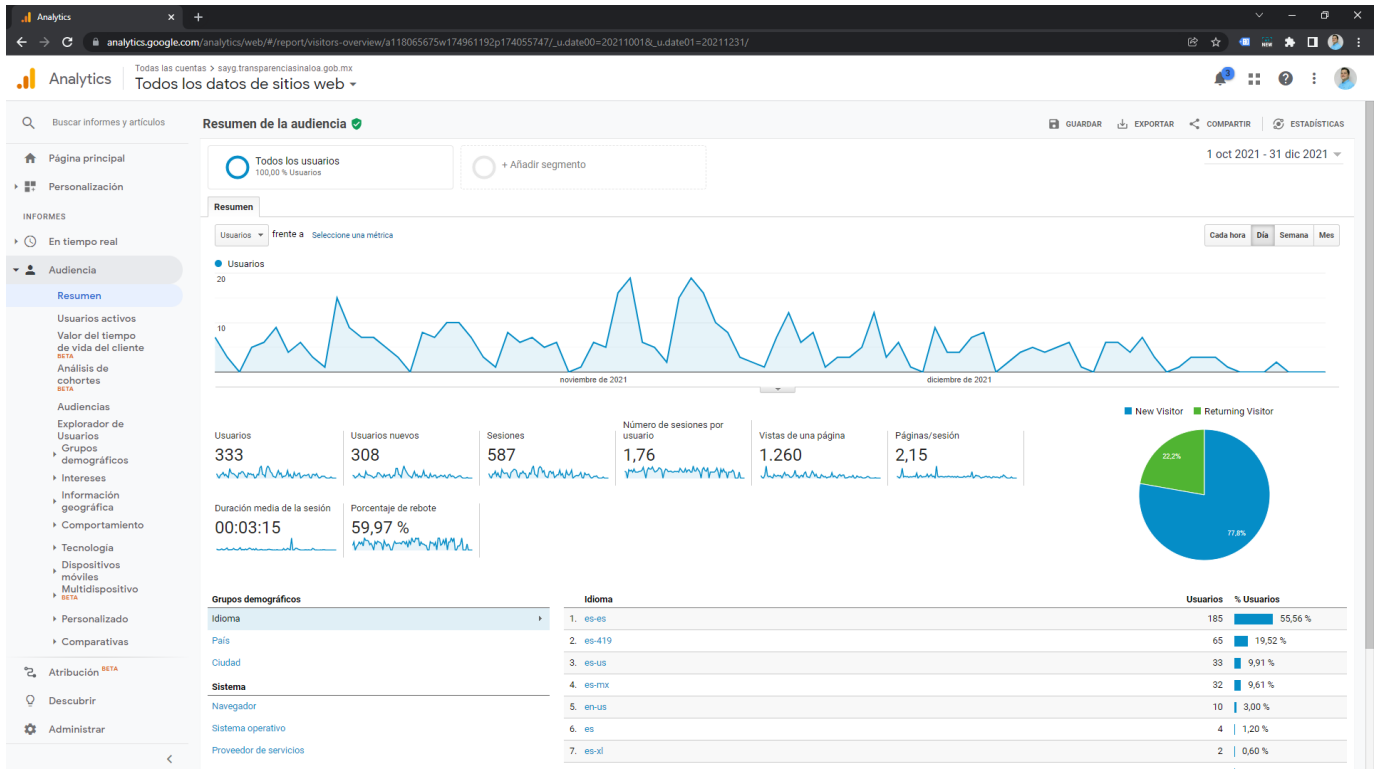 Analytics
analytics.google.com/analytics/web/#/report/visitors-overview/a118065675w174961192p174055747/_u.date00=20211001&_u.date01=20211231/
NEW
Analytics
Todas las cuentas > sayg.transparenciasinaloa.gob.mx
Todos los datos de sitios web
3
Buscar informes y artículos
Página principal
Personalización
INFORMES
En tiempo real
Audiencia
Resumen
Usuarios activos
Valor del tiempo
de vida del cliente
BETA
Análisis de
cohortes
BETA
Audiencias
Explorador de
Usuarios
Grupos
demográficos
Intereses
Información
geográfica
Comportamiento
Tecnología
Dispositivos
móviles
Multidispositivo
BETA
Personalizado
Comparativas
Atribución BETA
Descubrir
Administrar
Resumen de la audiencia
GUARDAR
EXPORTAR
COMPARTIR
ESTADÍSTICAS
Todos los usuarios
100,00 % Usuarios
+ Añadir segmento
1 oct 2021 - 31 dic 2021
Resumen
Usuarios frente a Seleccione una métrica
Cada hora Día Semana Mes
Usuarios
20
10
noviembre de 2021
diciembre de 2021
New Visitor Returning Visitor
22,2%
77,8%
Usuarios
333
Usuarios nuevos
308
Sesiones
587
Número de sesiones por
usuario
1,76
Vistas de una página
1.260
Páginas/sesión
2,15
Duración media de la sesión
00:03:15
Porcentaje de rebote
59,97 %
Grupos demográficos
Idioma
País
Ciudad
Sistema
Navegador
Sistema operativo
Proveedor de servicios
Idioma Usuarios % Usuarios
1. es-es 185 55,56 %
2. es-419 65 19,52 %
3. es-us 33 9,91 %
4. es-mx 32 9,61 %
5. en-us 10 3,00 %
6. es 4 1,20 %
7. es-xl 2 0,60 %